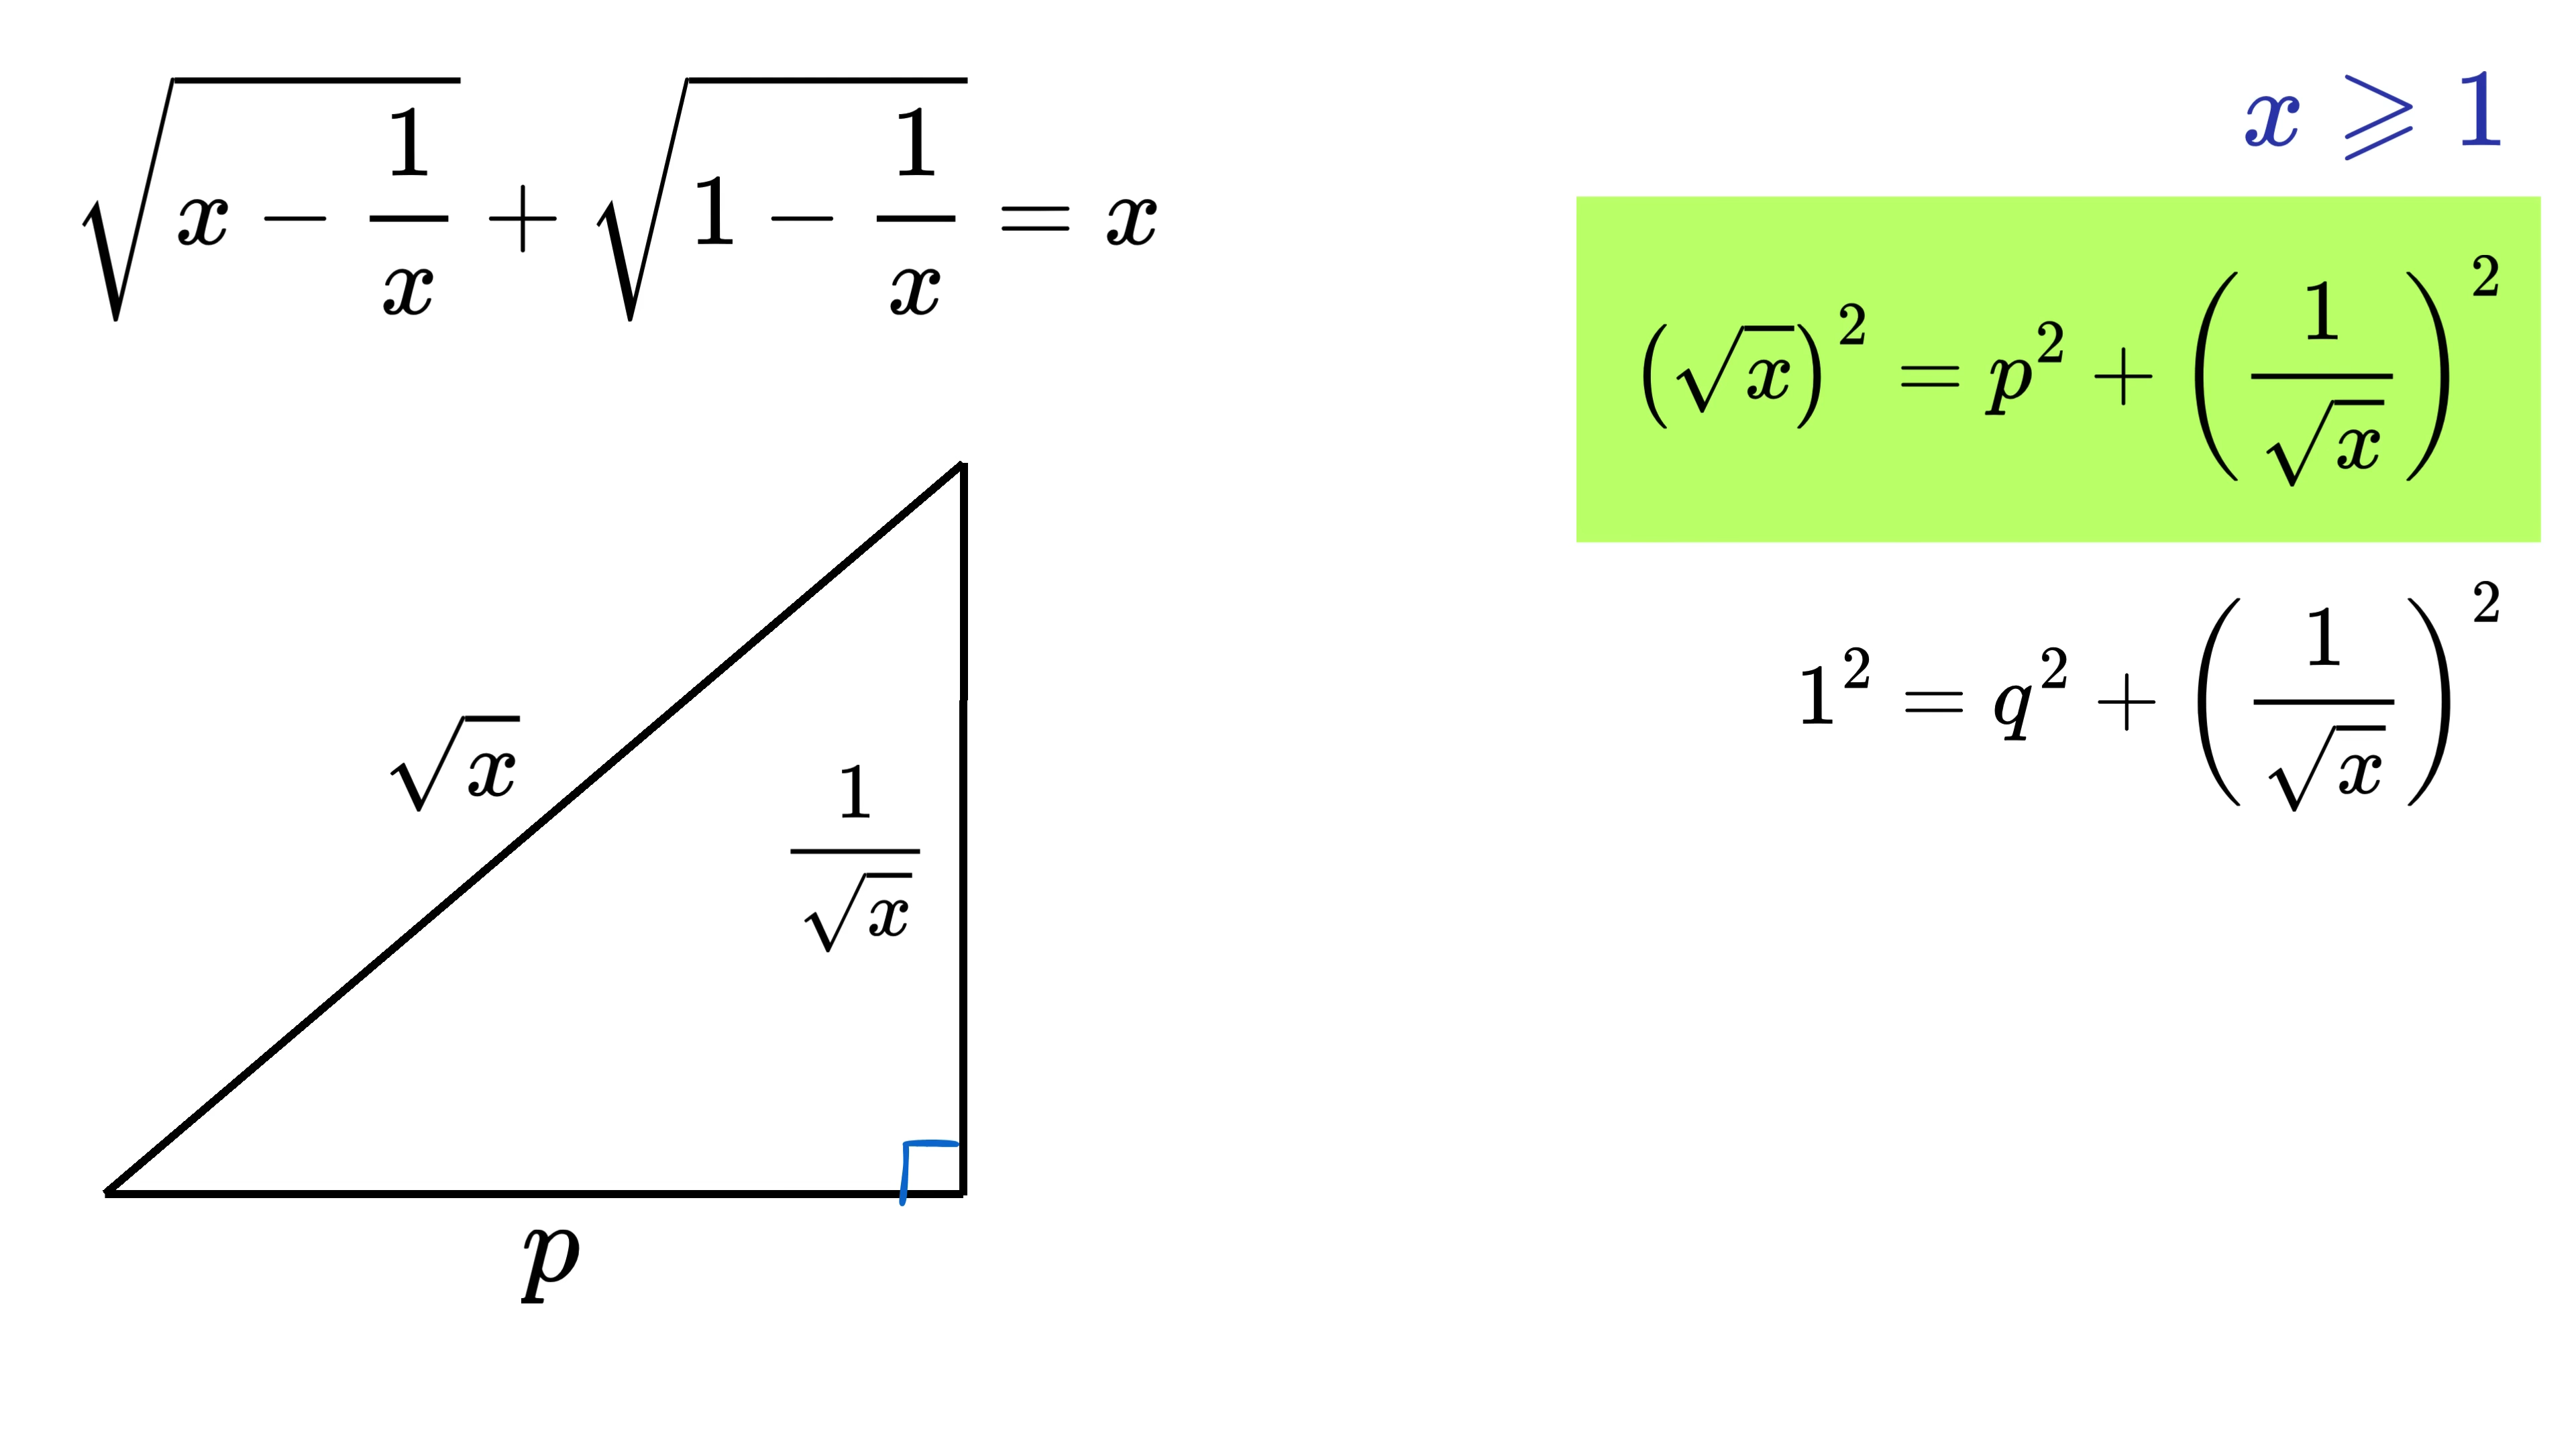 √(x − 1/x) + √(1 − 1/x) = x
x ⩾ 1
(√x)² = p² + (1/√x)²
1² = q² + (1/√x)²
√x
1/√x
p